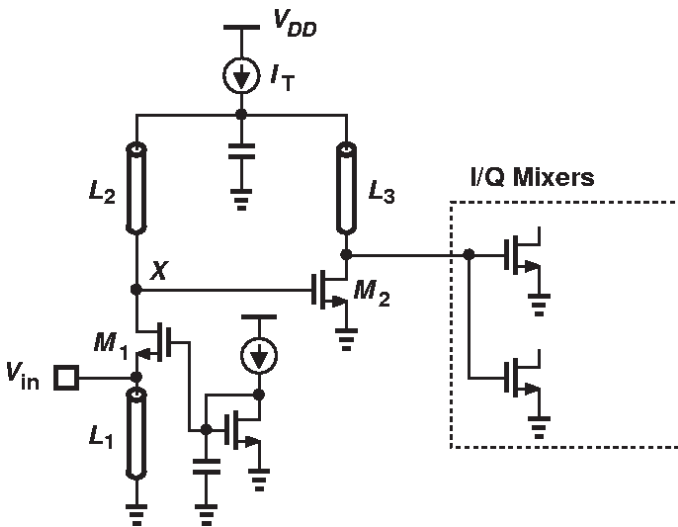 V_DD
I_T
L_2
L_3
I/Q Mixers
X
M_2
M_1
V_in
L_1